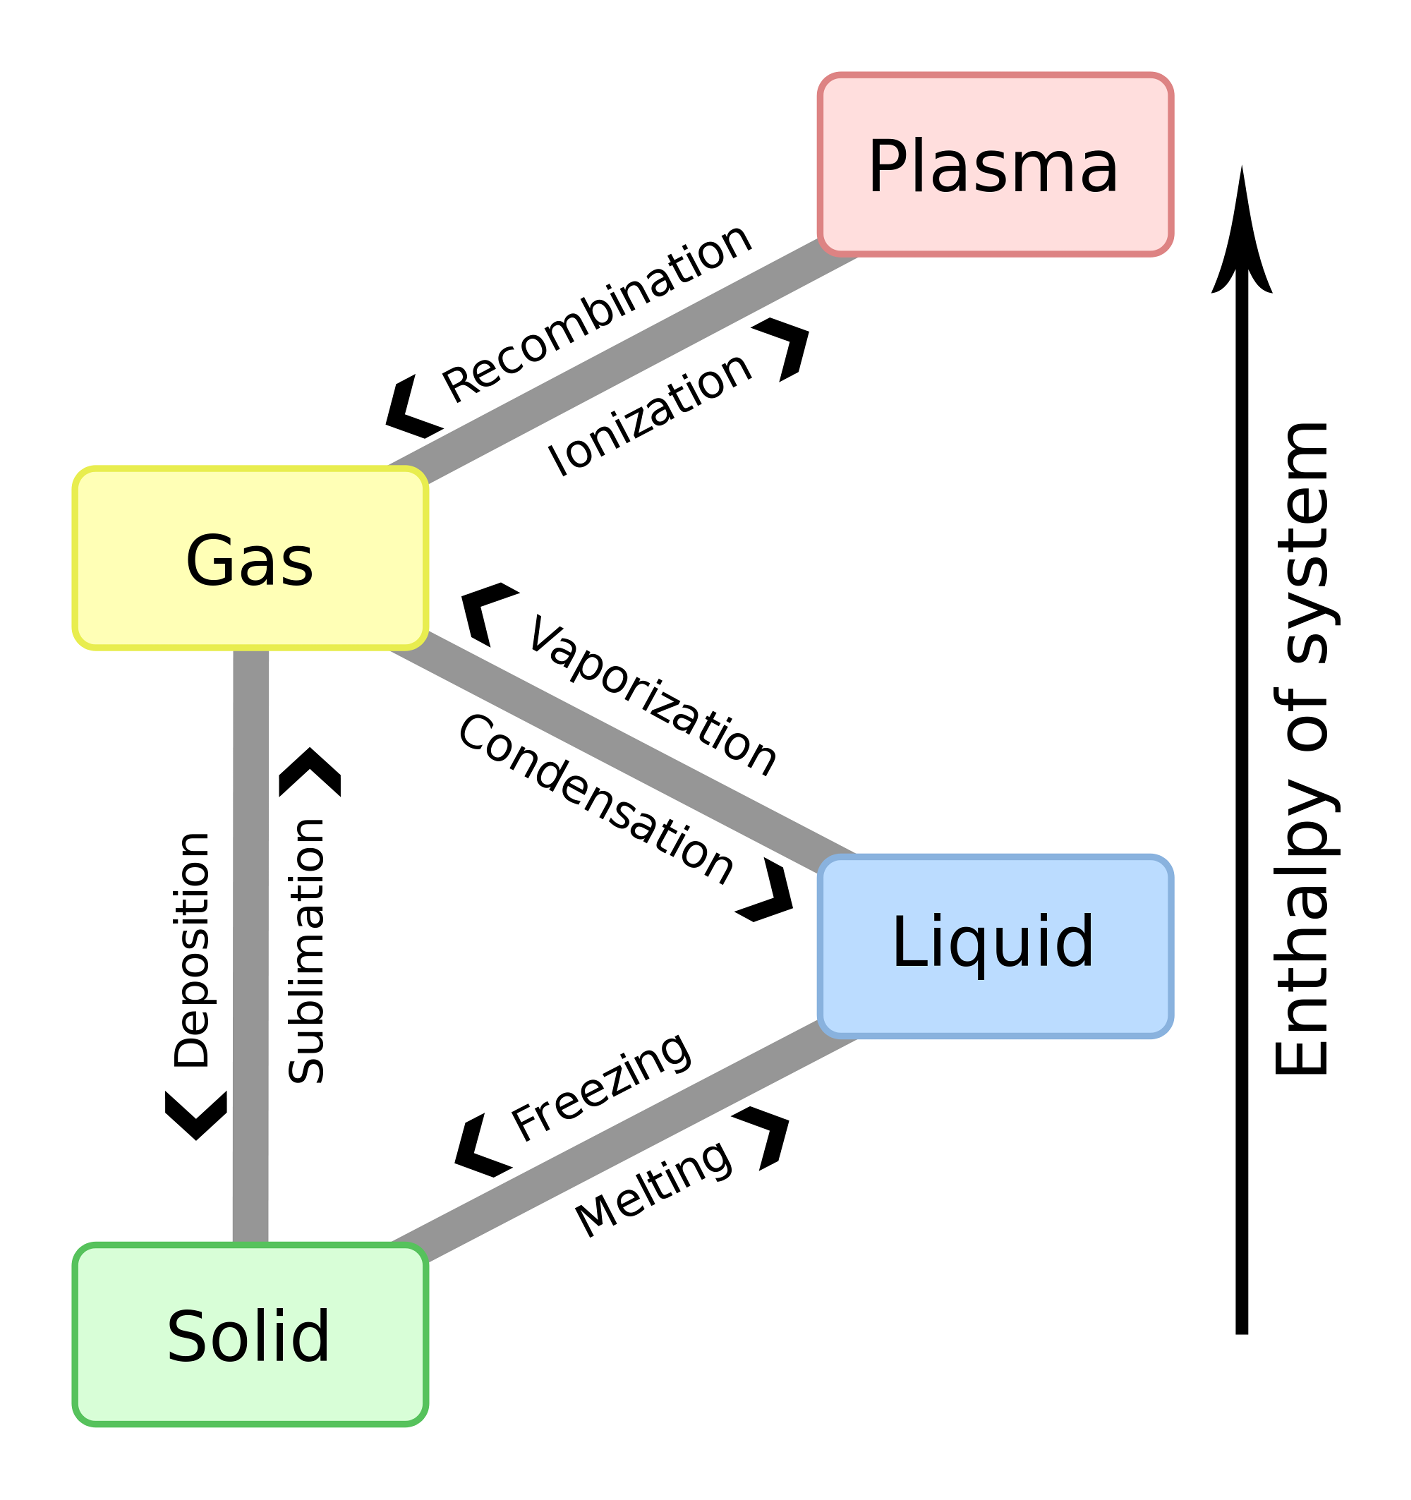 Plasma
Recombination
Ionization
Gas
Vaporization
Condensation
Deposition
Sublimation
Liquid
Freezing
Melting
Solid
Enthalpy of system